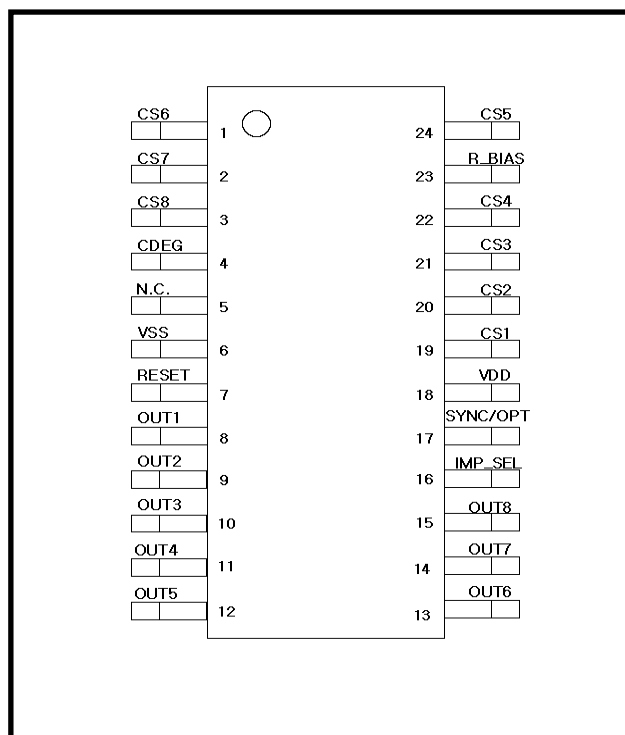 CS6
1
CS7
2
CS8
3
CDEG
4
N.C.
5
VSS
6
RESET
7
OUT1
8
OUT2
9
OUT3
10
OUT4
11
OUT5
12
CS5
24
R_BIAS
23
CS4
22
CS3
21
CS2
20
CS1
19
VDD
18
SYNC/OPT
17
IMP_SEL
16
OUT8
15
OUT7
14
OUT6
13